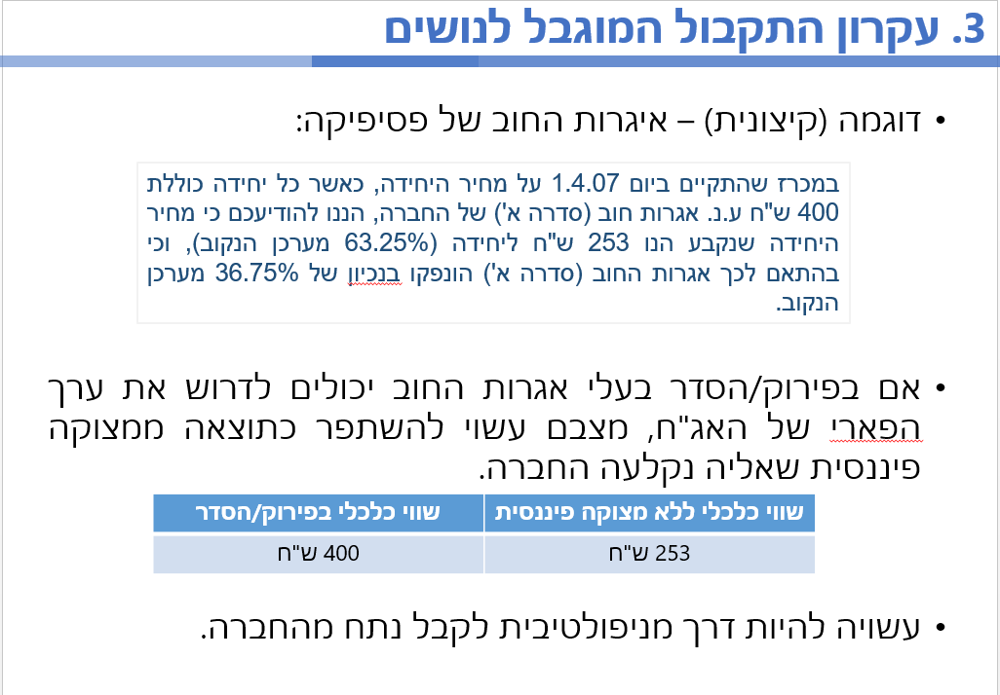 3. עקרון התקבול המוגבל לנושים
• דוגמה (קיצונית) – איגרות החוב של פסיפיקה:
במכרז שהתקיים ביום 1.4.07 על מחיר היחידה, כאשר כל יחידה כוללת
400 ש"ח ע.נ. אגרות חוב (סדרה א') של החברה, הננו להודיעכם כי מחיר
היחידה שנקבע הנו 253 ש"ח ליחידה (63.25% מערכן הנקוב), וכי
בהתאם לכך אגרות החוב (סדרה א') הונפקו בנכיון של 36.75% מערכן
הנקוב.
• אם בפירוק/הסדר בעלי אגרות החוב יכולים לדרוש את ערך
הפארי של האג"ח, מצבם עשוי להשתפר כתוצאה ממצוקה
פיננסית שאליה נקלעה החברה.
שווי כלכלי ללא מצוקה פיננסית שווי כלכלי בפירוק/הסדר
253 ש"ח 400 ש"ח
• עשויה להיות דרך מניפולטיבית לקבל נתח מהחברה.